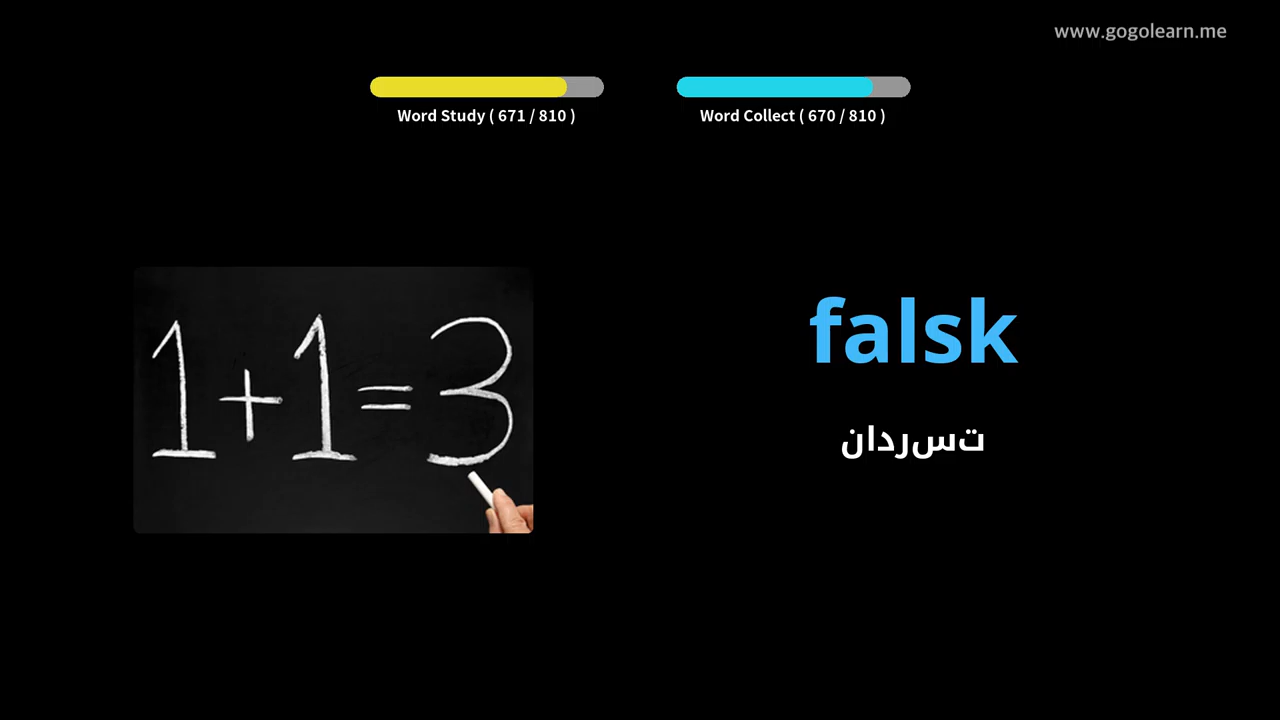 www.gogolearn.me
Word Study ( 671 / 810 )
Word Collect ( 670 / 810 )
1+1=3
falsk
تسردان